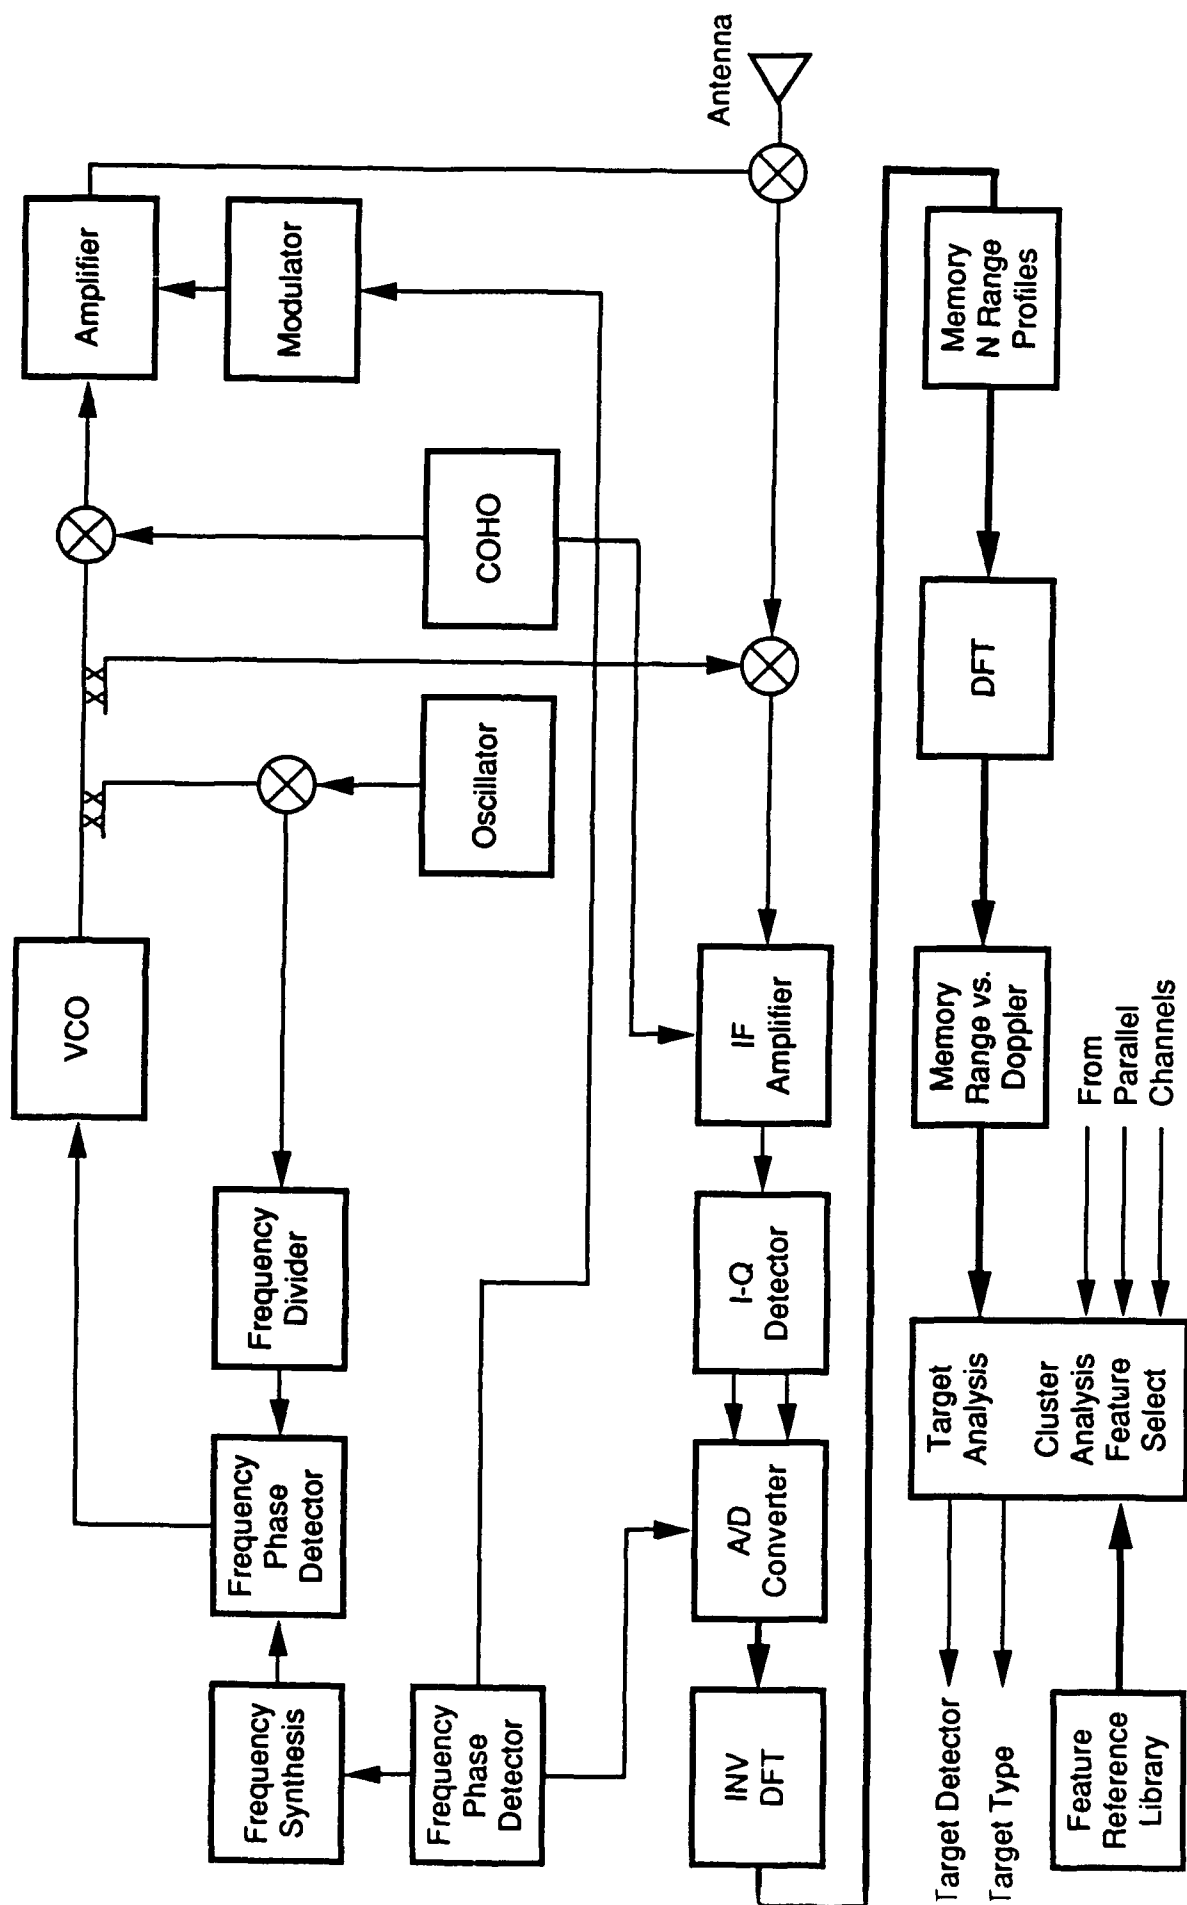 Frequency
Synthesis
Frequency
Phase
Detector
Frequency
Divider
VCO
Amplifier
Modulator
Frequency
Phase
Detector
Oscillator
COHO
Antenna
INV
DFT
A/D
Converter
I-Q
Detector
IF
Amplifier
Target Detector
Target Type
Feature
Reference
Library
Target
Analysis
Cluster
Analysis
Feature
Select
From
Parallel
Channels
Memory
Range vs.
Doppler
DFT
Memory
N Range
Profiles